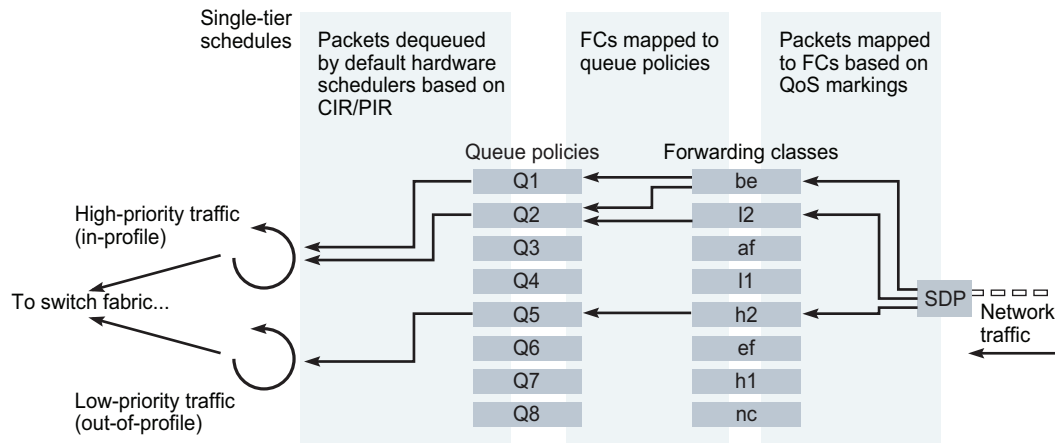 Single-tier
schedules
Packets dequeued
by default hardware
schedulers based on
CIR/PIR
FCs mapped to
queue policies
Packets mapped
to FCs based on
QoS markings
Queue policies
Forwarding classes
Q1
be
Q2
l2
Q3
af
Q4
l1
Q5
h2
Q6
ef
Q7
h1
Q8
nc
High-priority traffic
(in-profile)
To switch fabric...
Low-priority traffic
(out-of-profile)
SDP
Network
traffic